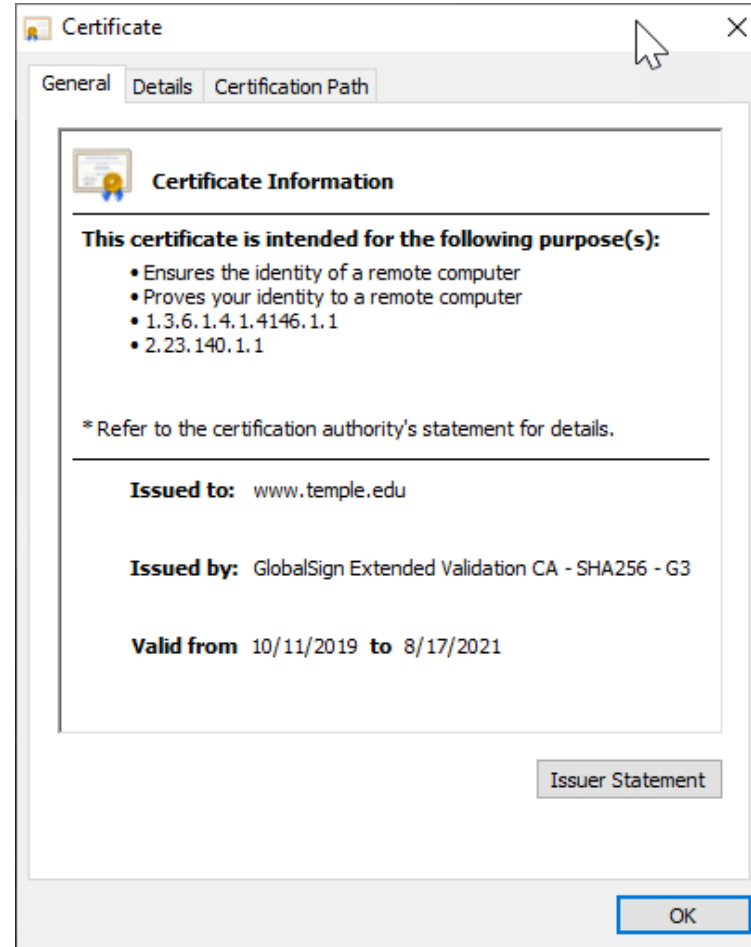 Certificate
General Details Certification Path
Certificate Information
This certificate is intended for the following purpose(s):
• Ensures the identity of a remote computer
• Proves your identity to a remote computer
• 1.3.6.1.4.1.4146.1.1
• 2.23.140.1.1
* Refer to the certification authority's statement for details.
Issued to: www.temple.edu
Issued by: GlobalSign Extended Validation CA - SHA256 - G3
Valid from 10/11/2019 to 8/17/2021
Issuer Statement
OK